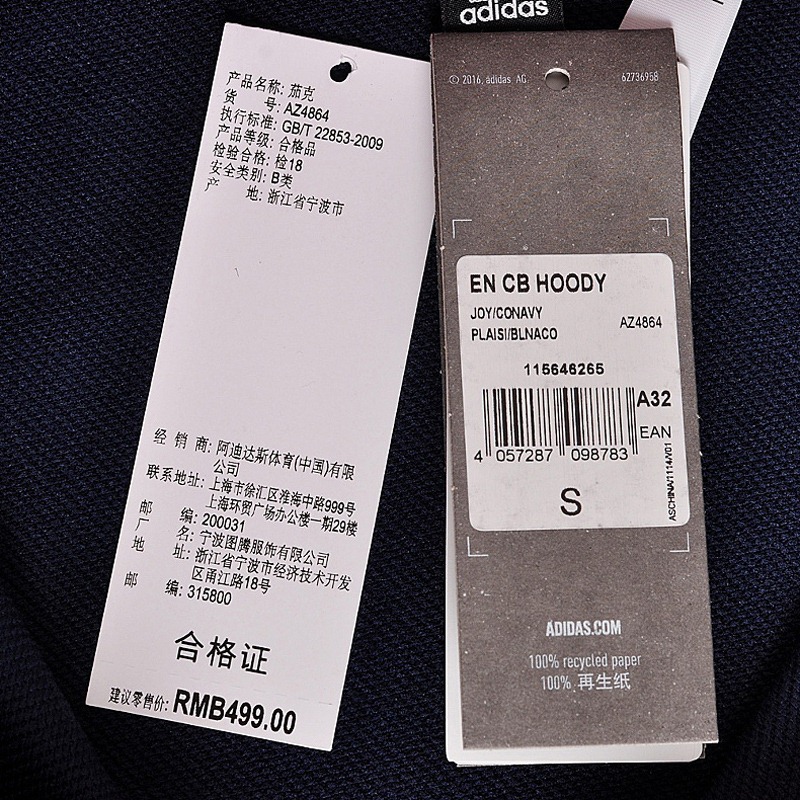 产品名称: 茄克
货 号: AZ4864
执行标准: GB/T 22853-2009
产品等级: 合格品
检验合格: 检18
安全类别: B类
产 地: 浙江省宁波市
经 销 商: 阿迪达斯体育(中国)有限
公司
联系地址: 上海市徐汇区淮海中路999号
上海环贸广场办公楼一期29楼
邮 编: 200031
厂 名: 宁波图腾服饰有限公司
地 址: 浙江省宁波市经济技术开发
区甬江路18号
邮 编: 315800
合格证
建议零售价: RMB499.00
adidas
© 2016, adidas AG
62736958
EN CB HOODY
JOY/CONAVY
PLAISI/BLNACO
AZ4864
115646265
A32
EAN
4 057287 098783
ASCHINA/1114/V01
S
ADIDAS.COM
100% recycled paper
100% 再生纸